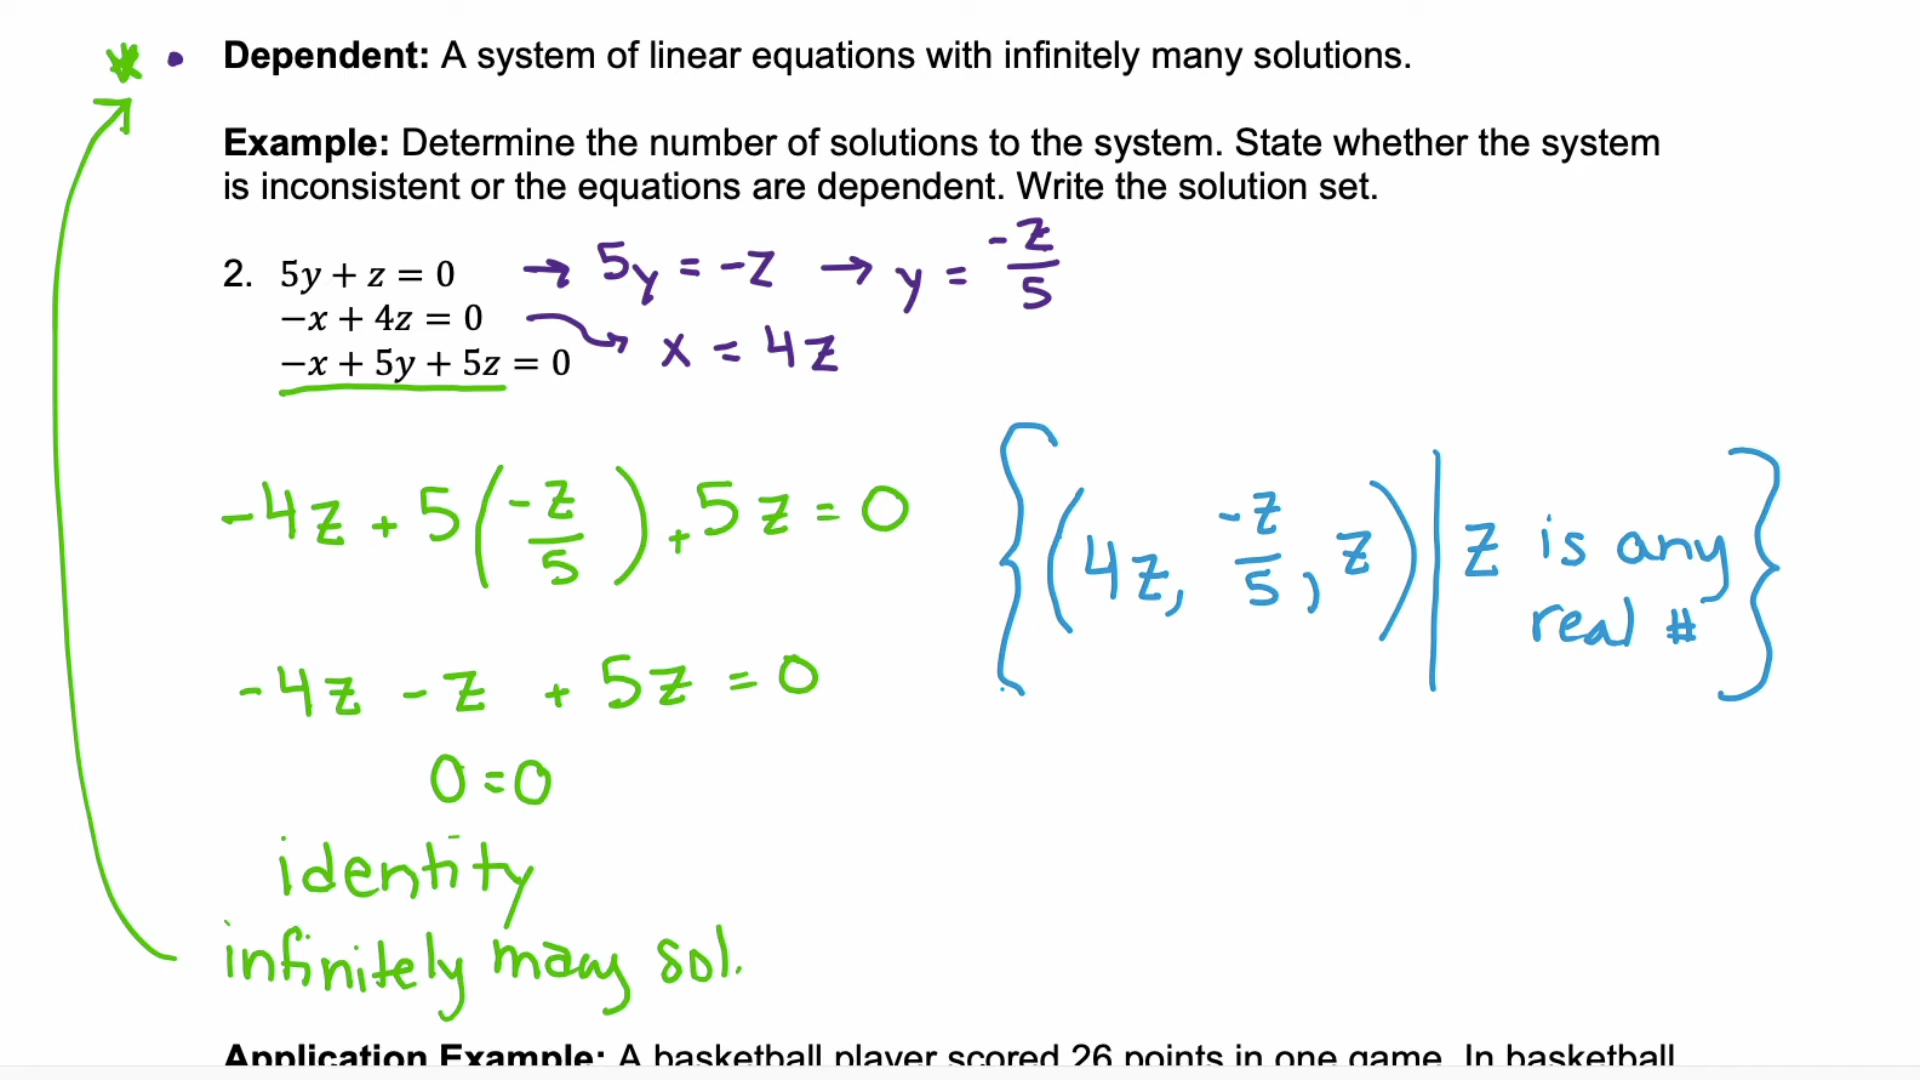 * • Dependent: A system of linear equations with infinitely many solutions.
Example: Determine the number of solutions to the system. State whether the system
is inconsistent or the equations are dependent. Write the solution set.
2. 5y + z = 0 → 5y = -z → y = -z/5
−x + 4z = 0 → x = 4z
−x + 5y + 5z = 0
-4z + 5(-z/5) + 5z = 0
{(4z, -z/5, z) | z is any
real #}
-4z - z + 5z = 0
0 = 0
identity
infinitely many sol.
Application Example: A basketball player scored 26 points in one game. In basketball